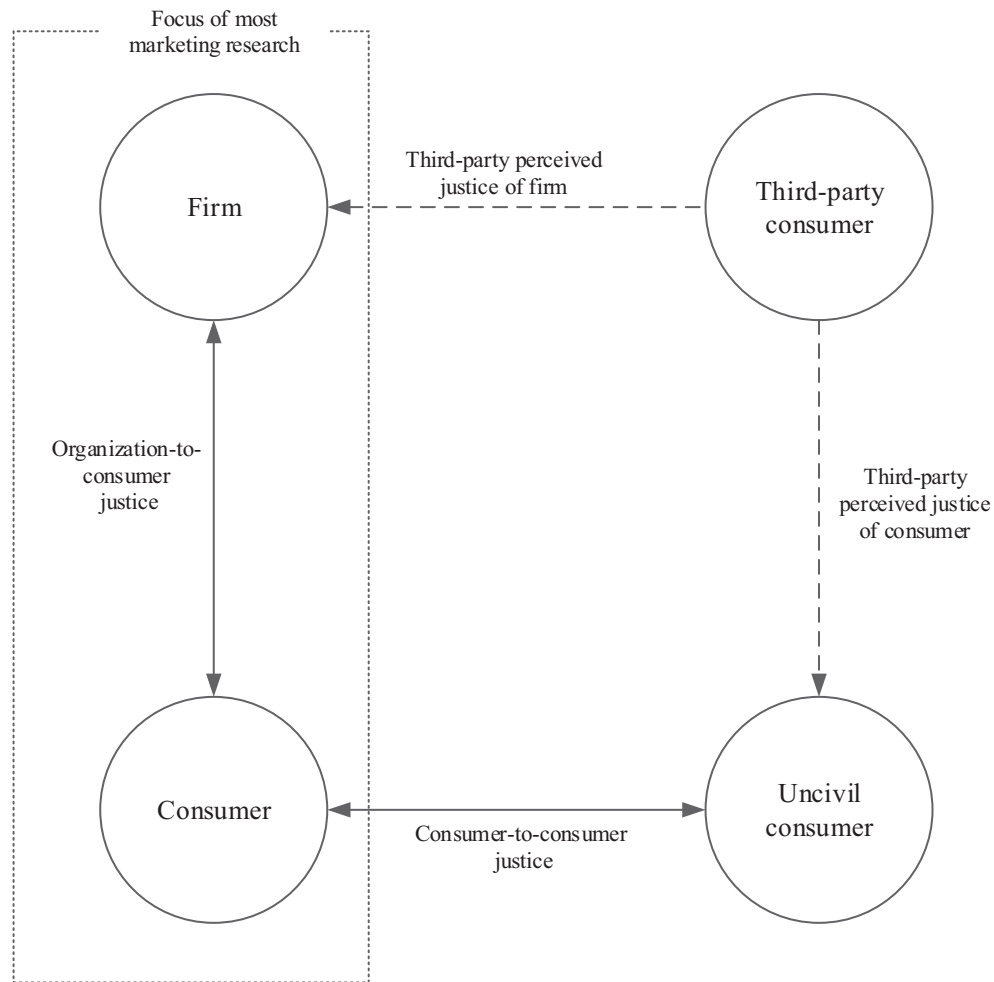 Focus of most
marketing research
Firm
Third-party perceived
justice of firm
Third-party
consumer
Organization-to-
consumer
justice
Third-party
perceived justice
of consumer
Consumer
Consumer-to-consumer
justice
Uncivil
consumer